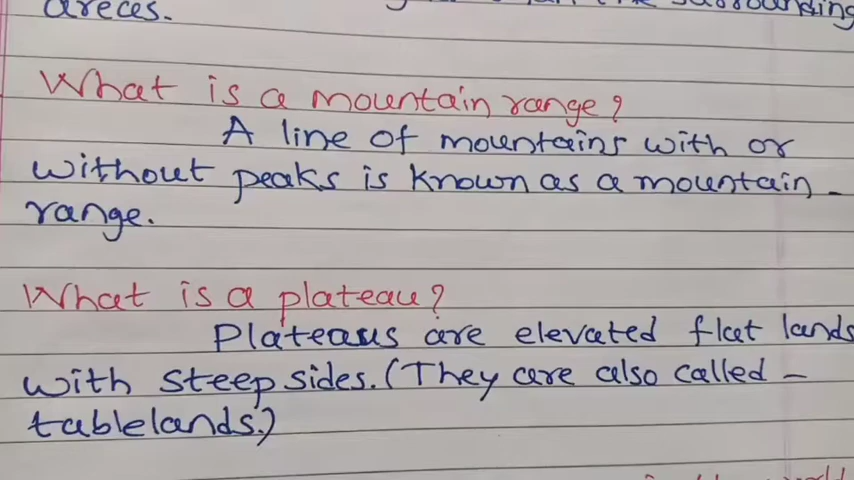 areas. surrounding
What is a mountain range?
A line of mountains with or
without peaks is known as a mountain -
range.
What is a plateau?
Plateaus are elevated flat lands
with steep sides. (They are also called -
tablelands.)